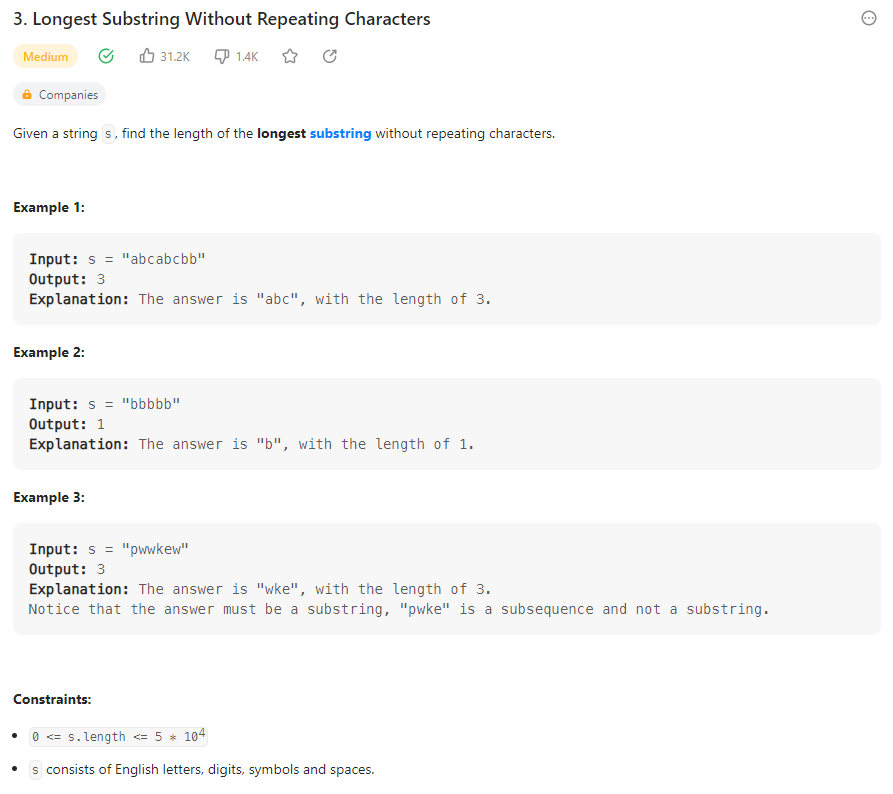 3. Longest Substring Without Repeating Characters
Medium 31.2K 1.4K
Companies
Given a string s, find the length of the longest substring without repeating characters.
Example 1:
Input: s = "abcabcbb"
Output: 3
Explanation: The answer is "abc", with the length of 3.
Example 2:
Input: s = "bbbbb"
Output: 1
Explanation: The answer is "b", with the length of 1.
Example 3:
Input: s = "pwwkew"
Output: 3
Explanation: The answer is "wke", with the length of 3.
Notice that the answer must be a substring, "pwke" is a subsequence and not a substring.
Constraints:
• 0 <= s.length <= 5 * 10⁴
• s consists of English letters, digits, symbols and spaces.